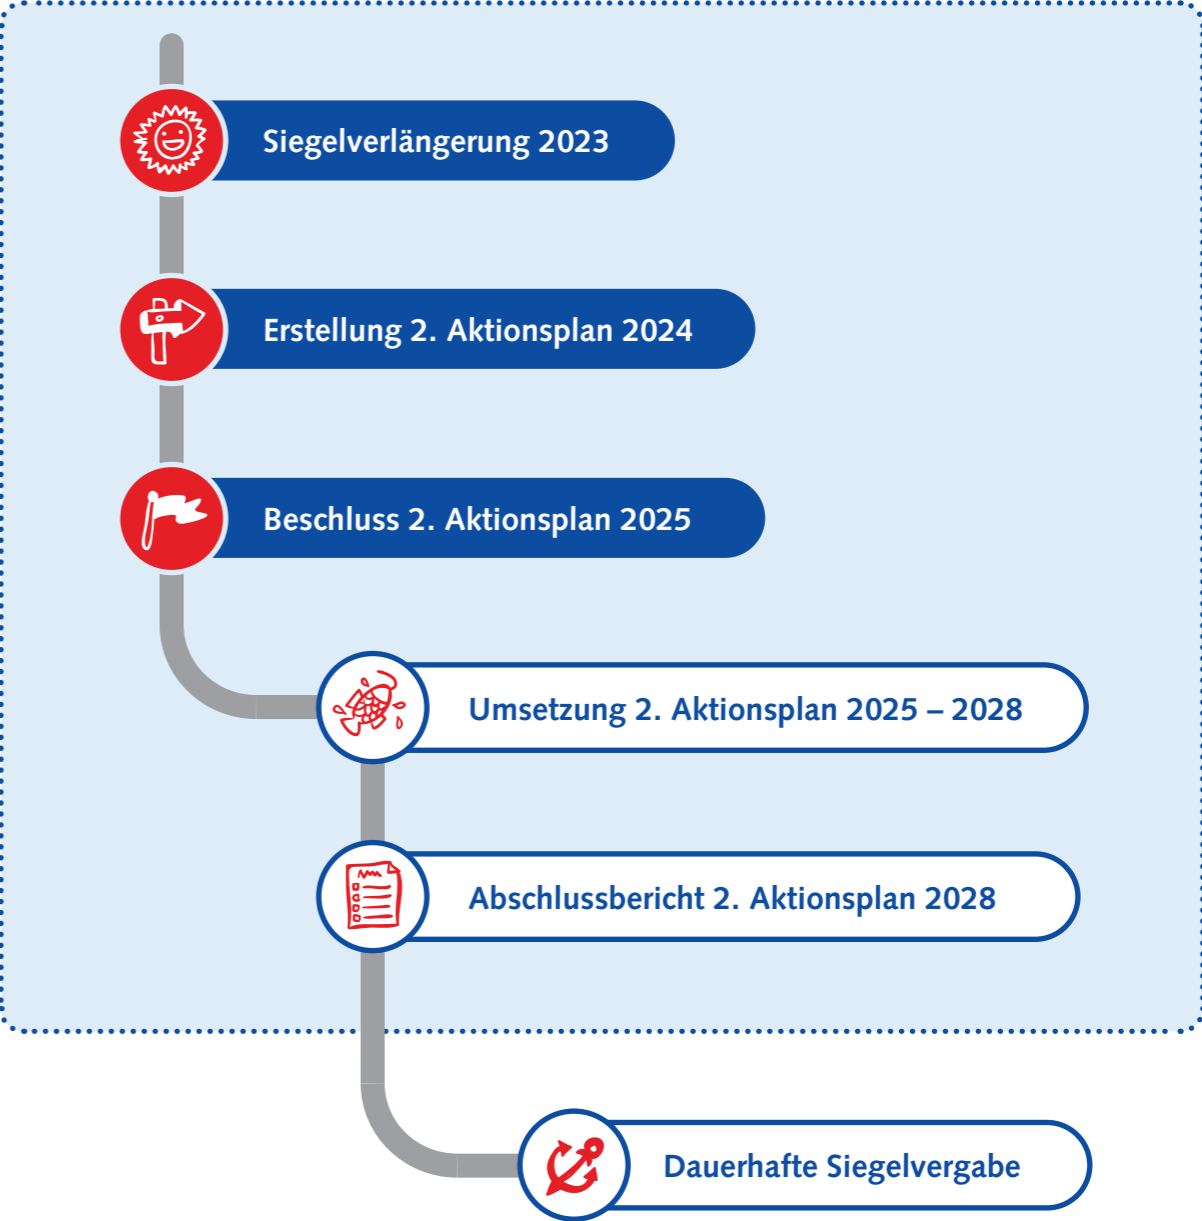 Siegelverlängerung 2023
Erstellung 2. Aktionsplan 2024
Beschluss 2. Aktionsplan 2025
Umsetzung 2. Aktionsplan 2025 – 2028
Abschlussbericht 2. Aktionsplan 2028
Dauerhafte Siegelvergabe